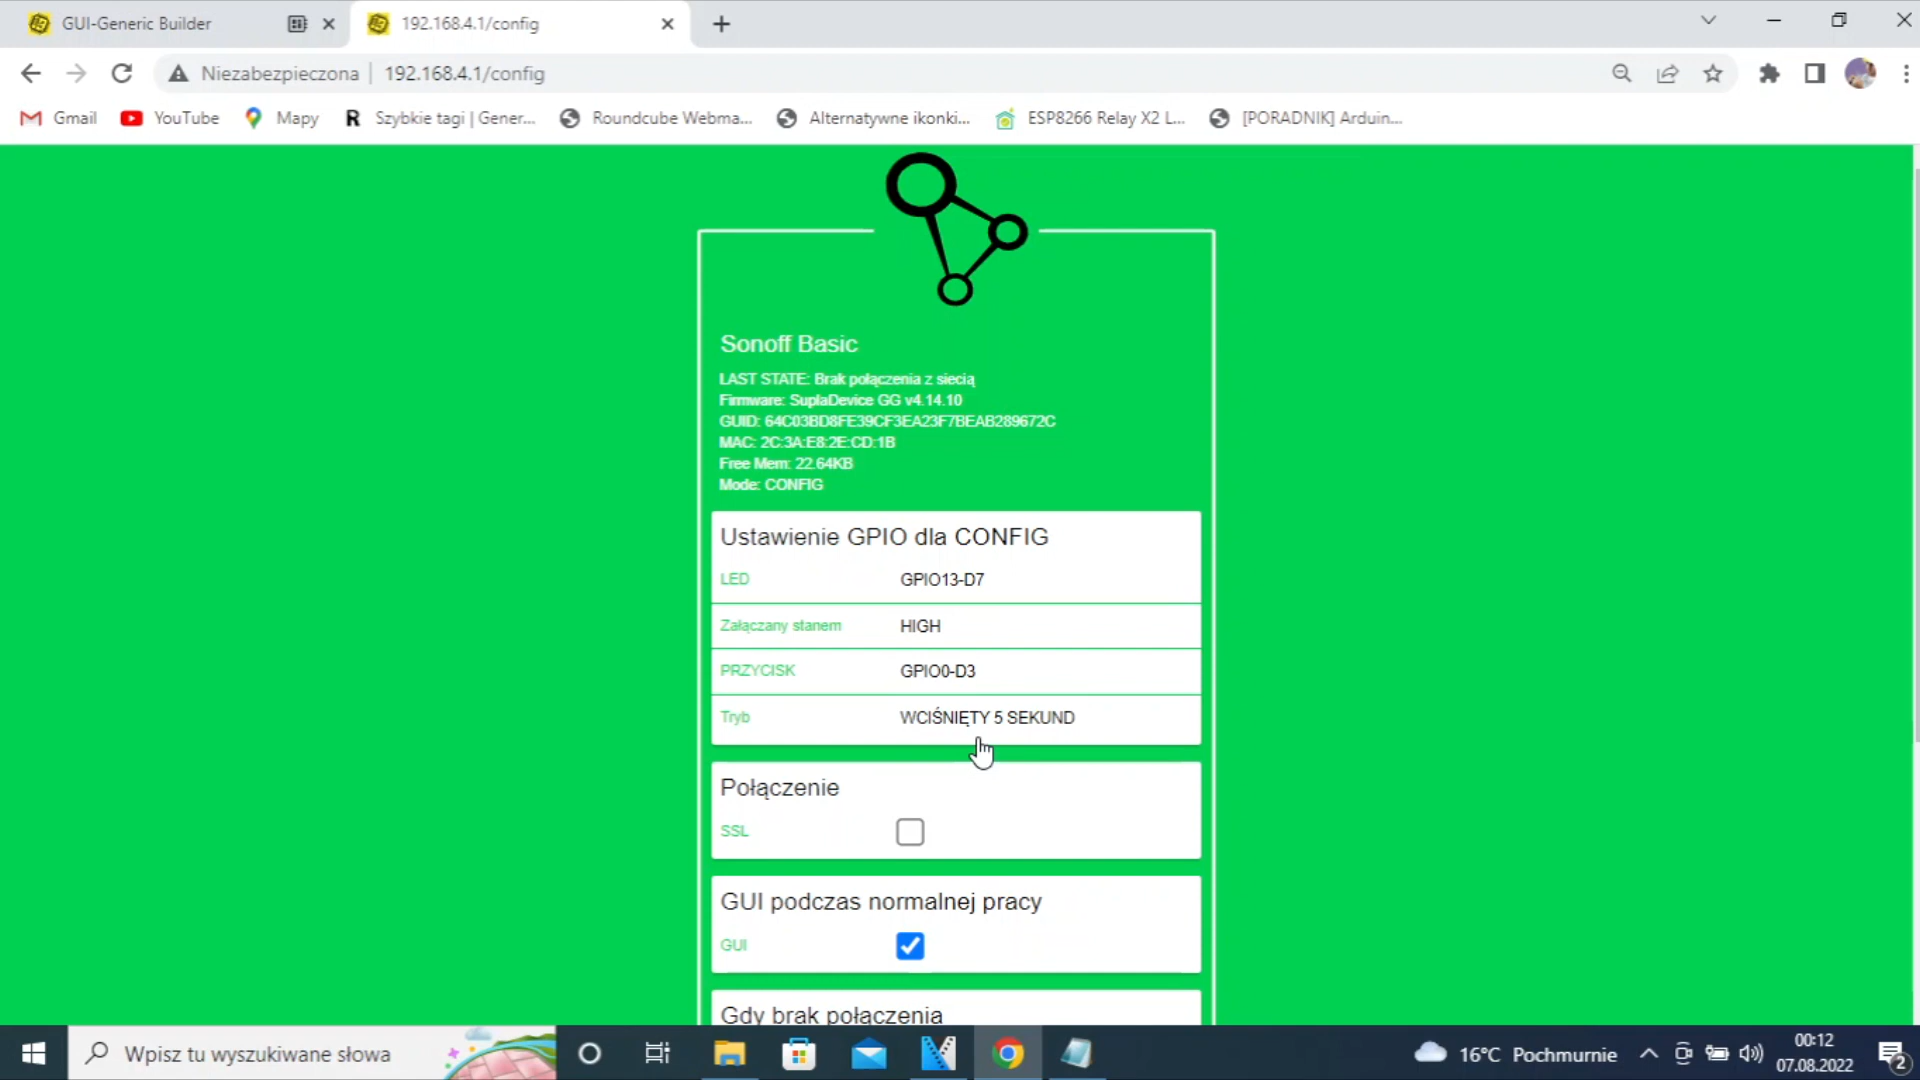 GUI-Generic Builder
192.168.4.1/config
Niezabezpieczona
192.168.4.1/config
Gmail
YouTube
Mapy
R
Szybkie tagi | Gener...
Roundcube Webma...
Alternatywne ikonki...
ESP8266 Relay X2 L...
[PORADNIK] Arduin...
Sonoff Basic
LAST STATE: Brak połączenia z siecią
Firmware: SuplaDevice GG v4.14.10
GUID: 64C03BD8FE39CF3EA23F7BEAB289672C
MAC: 2C:3A:E8:2E:CD:1B
Free Mem: 22.64KB
Mode: CONFIG
Ustawienie GPIO dla CONFIG
LED GPIO13-D7
Załączany stanem HIGH
PRZYCISK GPIO0-D3
Tryb WCIŚNIĘTY 5 SEKUND
Połączenie
SSL
GUI podczas normalnej pracy
GUI
Gdy brak połączenia
Wpisz tu wyszukiwane słowa
16°C Pochmurnie
00:12
07.08.2022
2